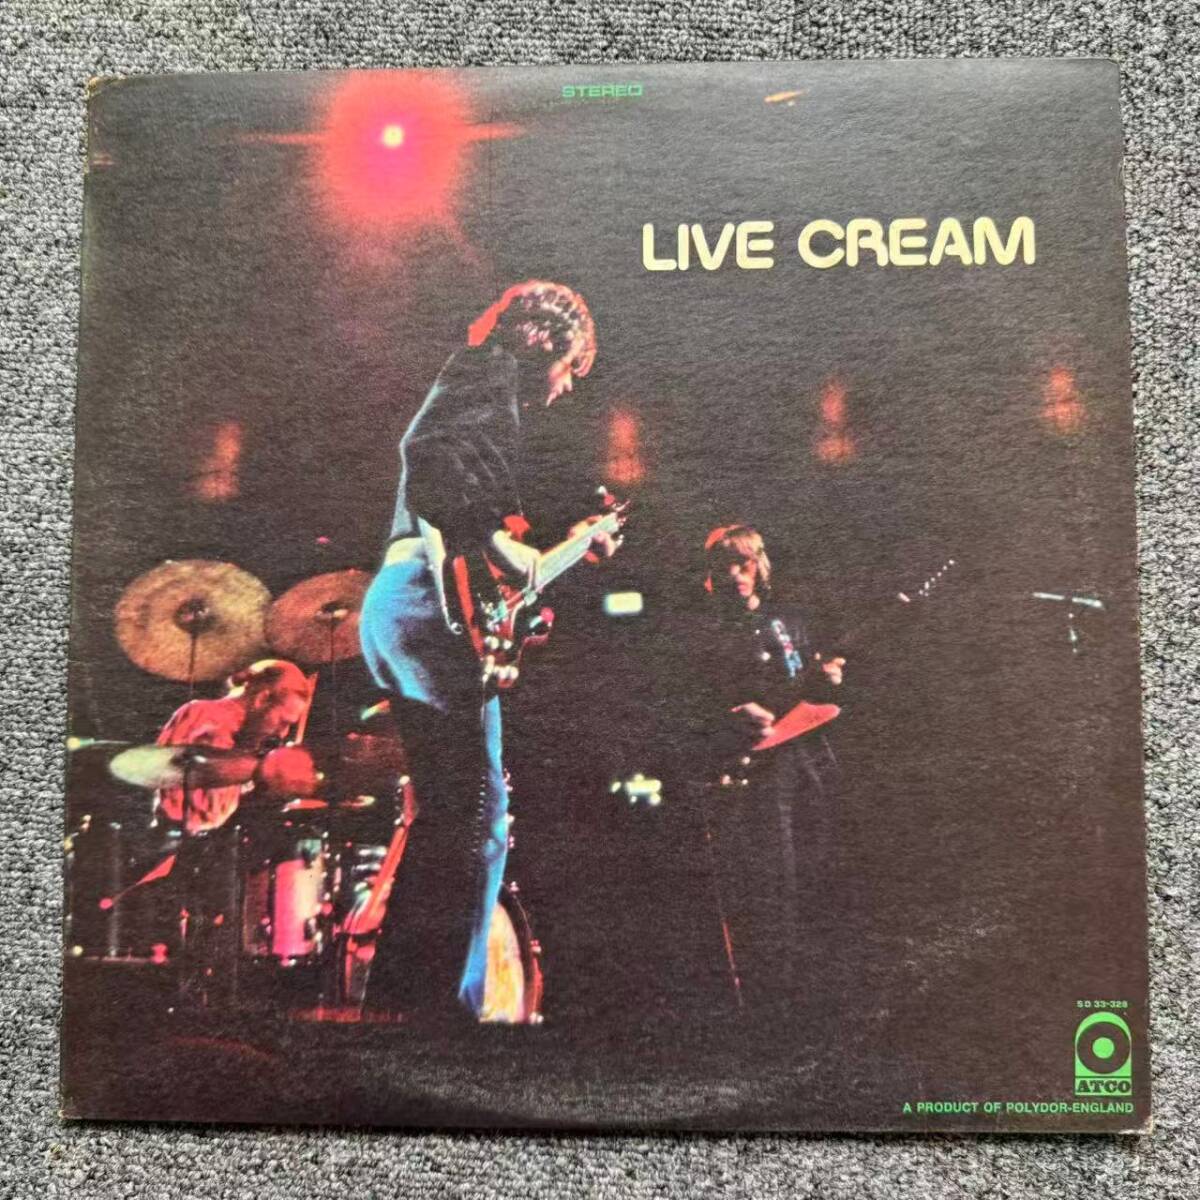 STEREO
LIVE CREAM
SD 33-328
ATCO
A PRODUCT OF POLYDOR-ENGLAND